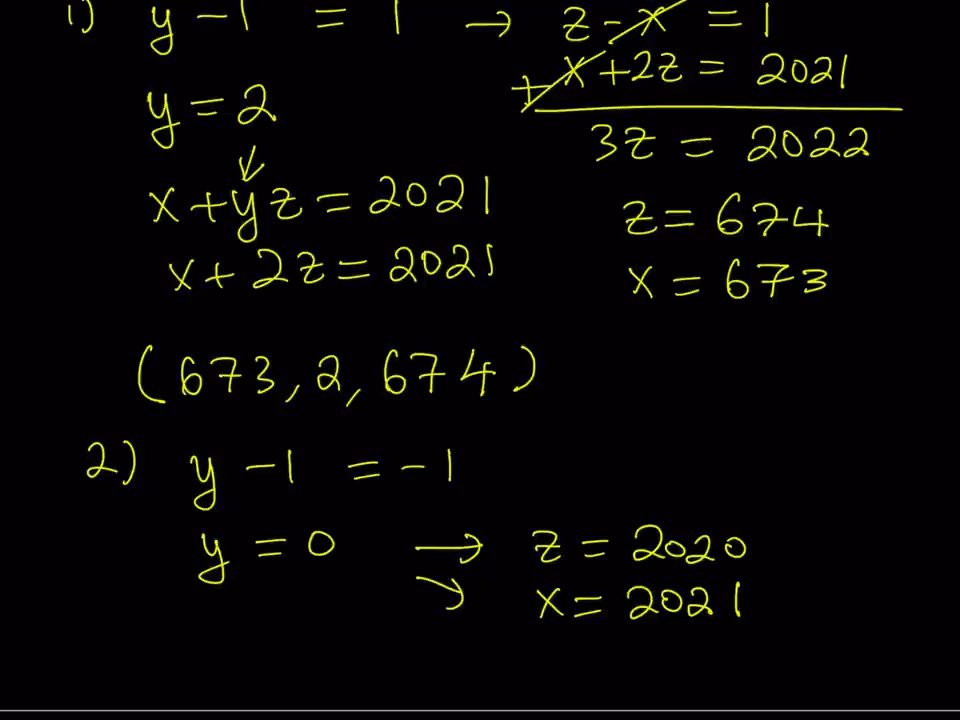 1) y - 1 = 1 → z - x = 1
+ x + 2z = 2021
y = 2
3z = 2022
x + yz = 2021
z = 674
x + 2z = 2021
x = 673
(673, 2, 674)
2) y - 1 = -1
y = 0 → z = 2020
→ x = 2021